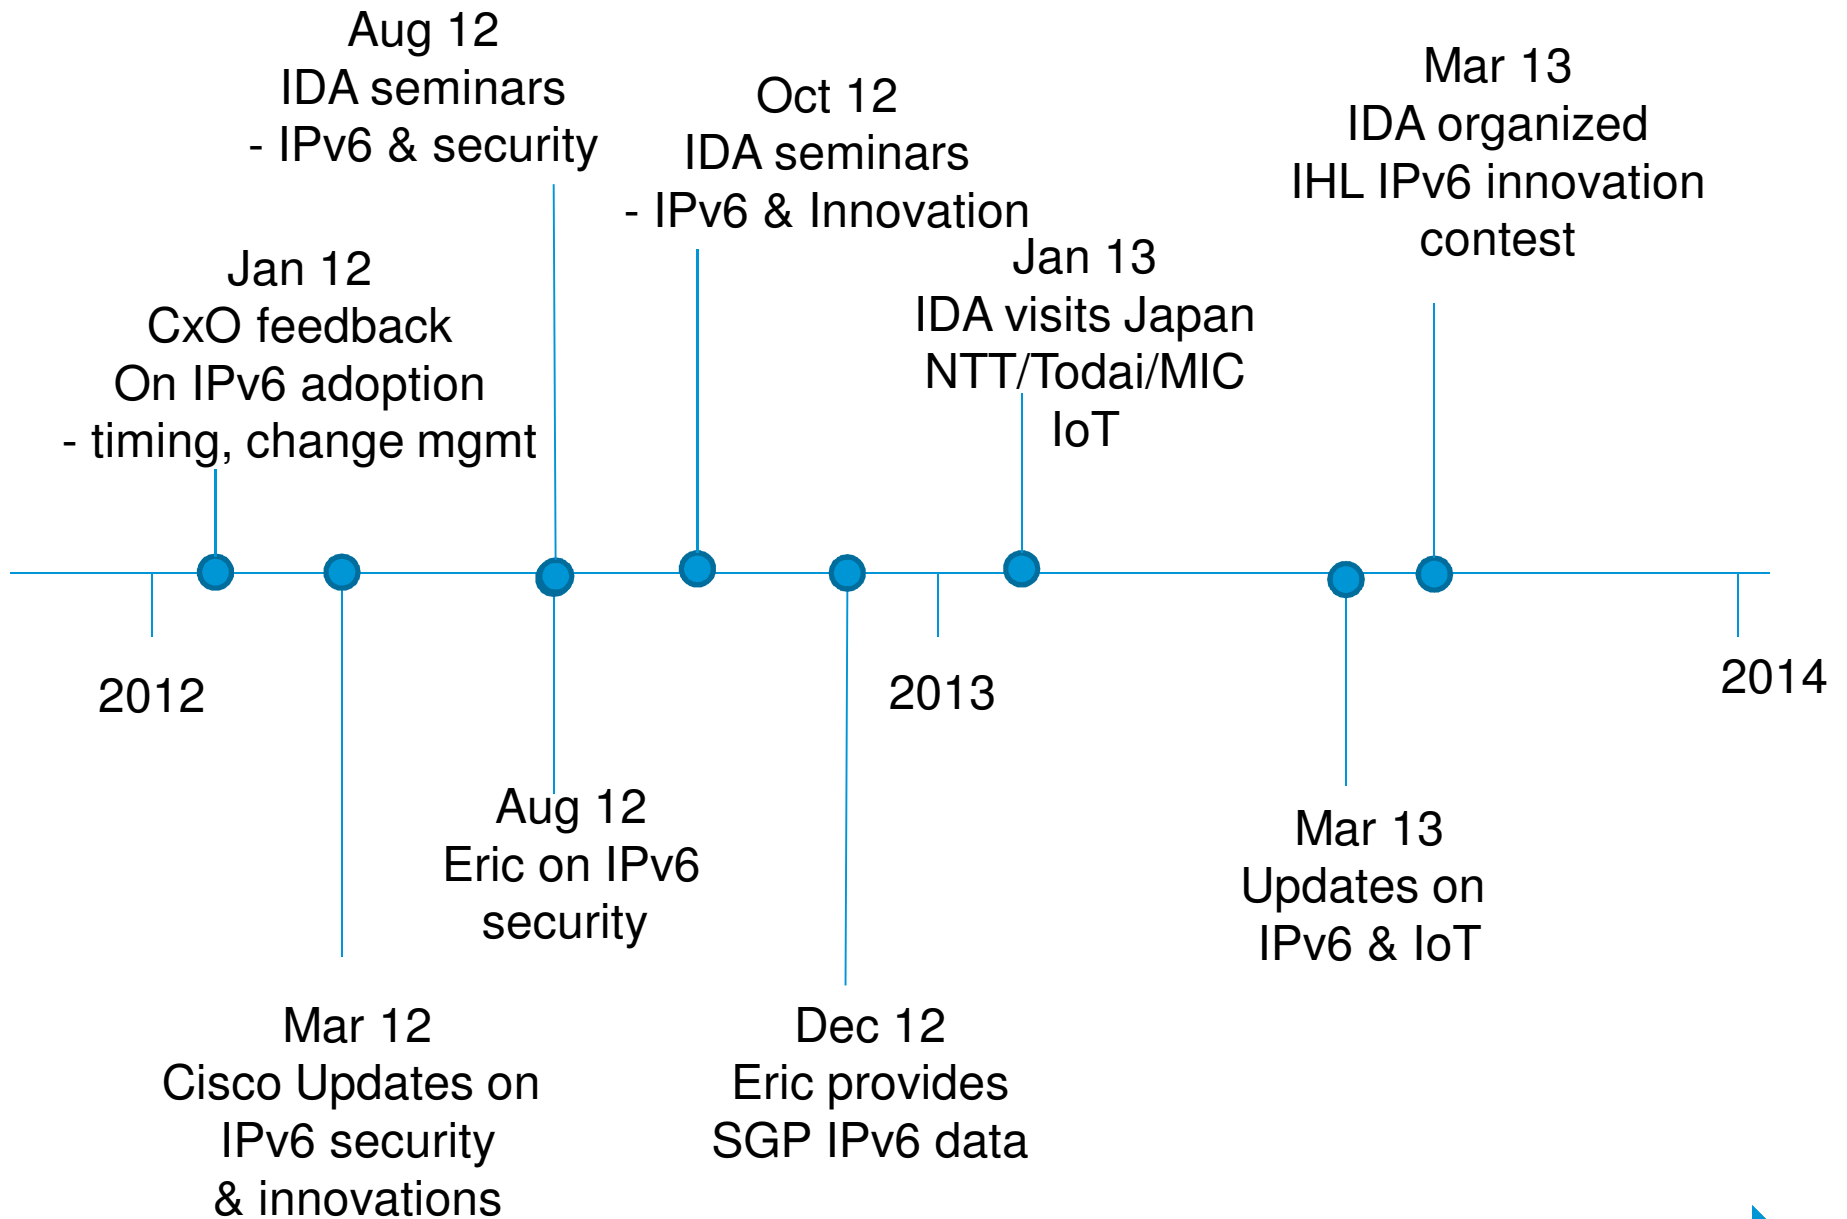 Aug 12
IDA seminars
- IPv6 & security
Oct 12
IDA seminars
- IPv6 & Innovation
Mar 13
IDA organized
IHL IPv6 innovation
contest
Jan 12
CxO feedback
On IPv6 adoption
- timing, change mgmt
Jan 13
IDA visits Japan
NTT/Todai/MIC
IoT
2012
2013
2014
Aug 12
Eric on IPv6
security
Mar 13
Updates on
IPv6 & IoT
Mar 12
Cisco Updates on
IPv6 security
& innovations
Dec 12
Eric provides
SGP IPv6 data